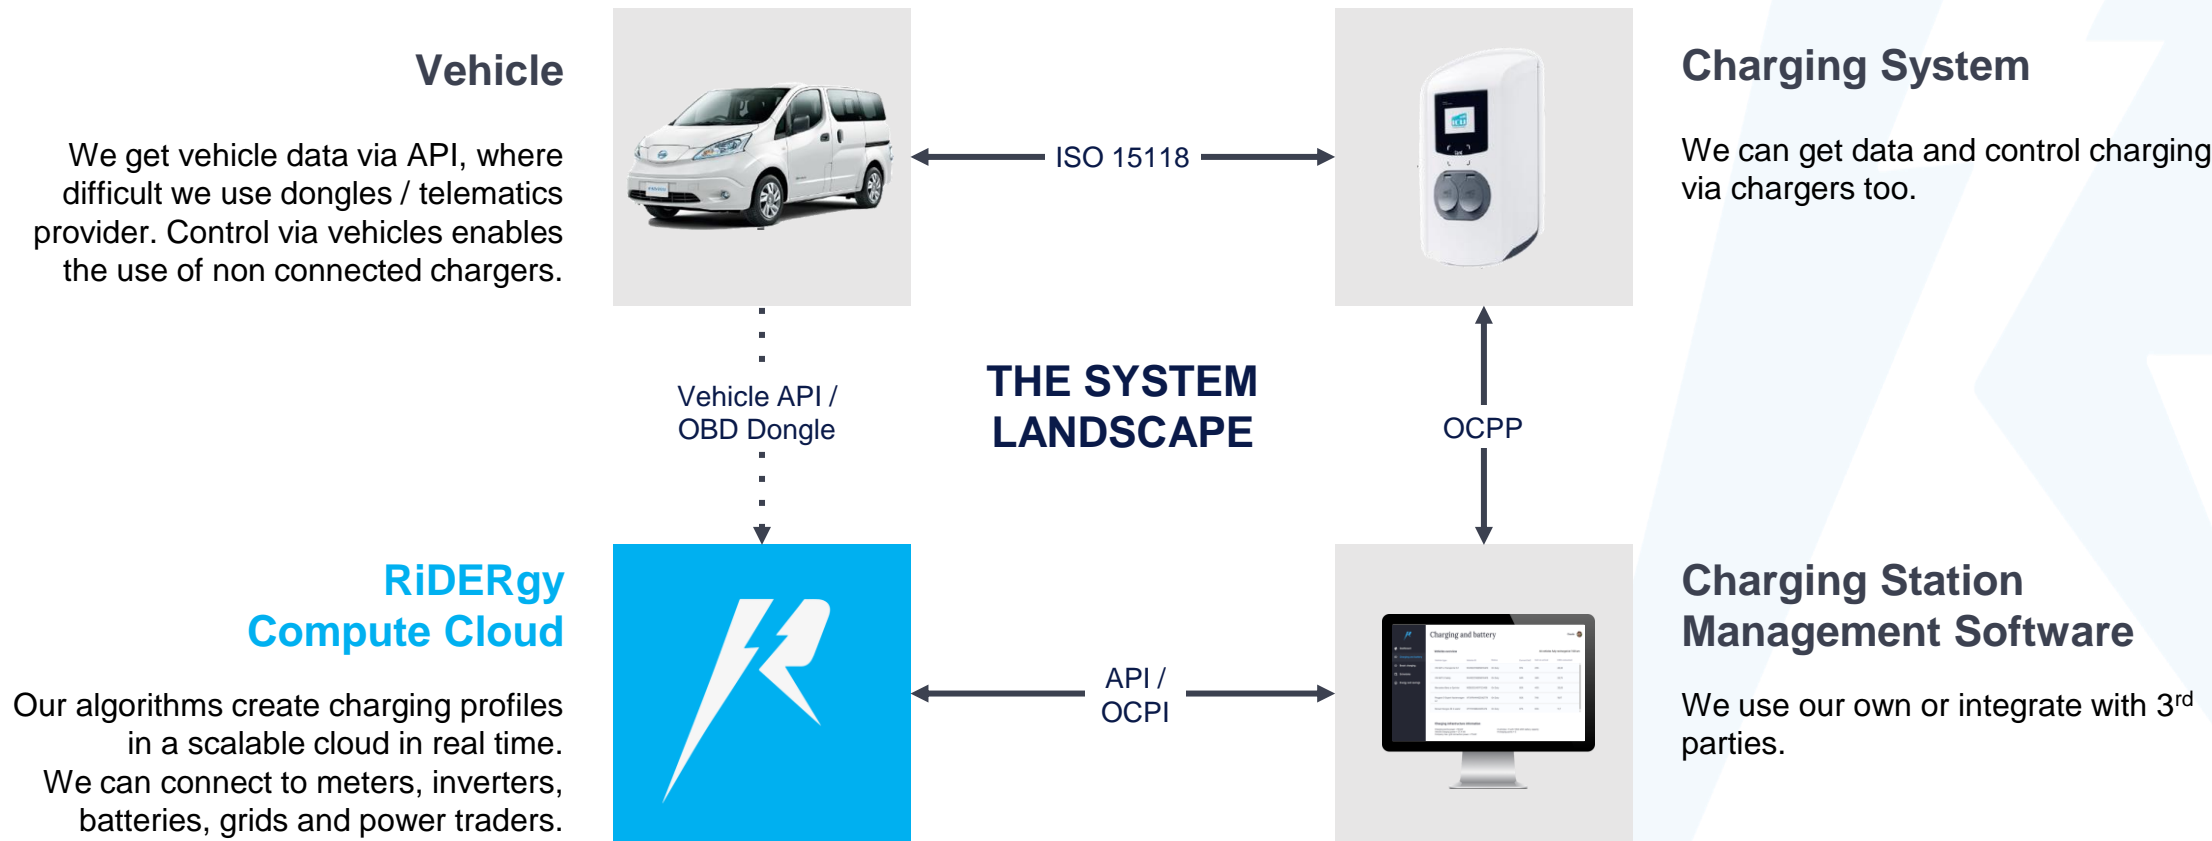 Vehicle
We get vehicle data via API, where
difficult we use dongles / telematics
provider. Control via vehicles enables
the use of non connected chargers.
ISO 15118
Charging System
We can get data and control charging
via chargers too.
Vehicle API /
OBD Dongle
THE SYSTEM
LANDSCAPE
OCPP
RiDERgy
Compute Cloud
Our algorithms create charging profiles
in a scalable cloud in real time.
We can connect to meters, inverters,
batteries, grids and power traders.
API /
OCPI
Charging and battery
Charging Station
Management Software
We use our own or integrate with 3rd
parties.